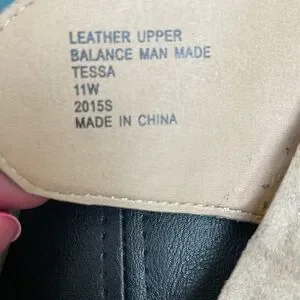 LEATHER UPPER
BALANCE MAN MADE
TESSA
11W
2015S
MADE IN CHINA